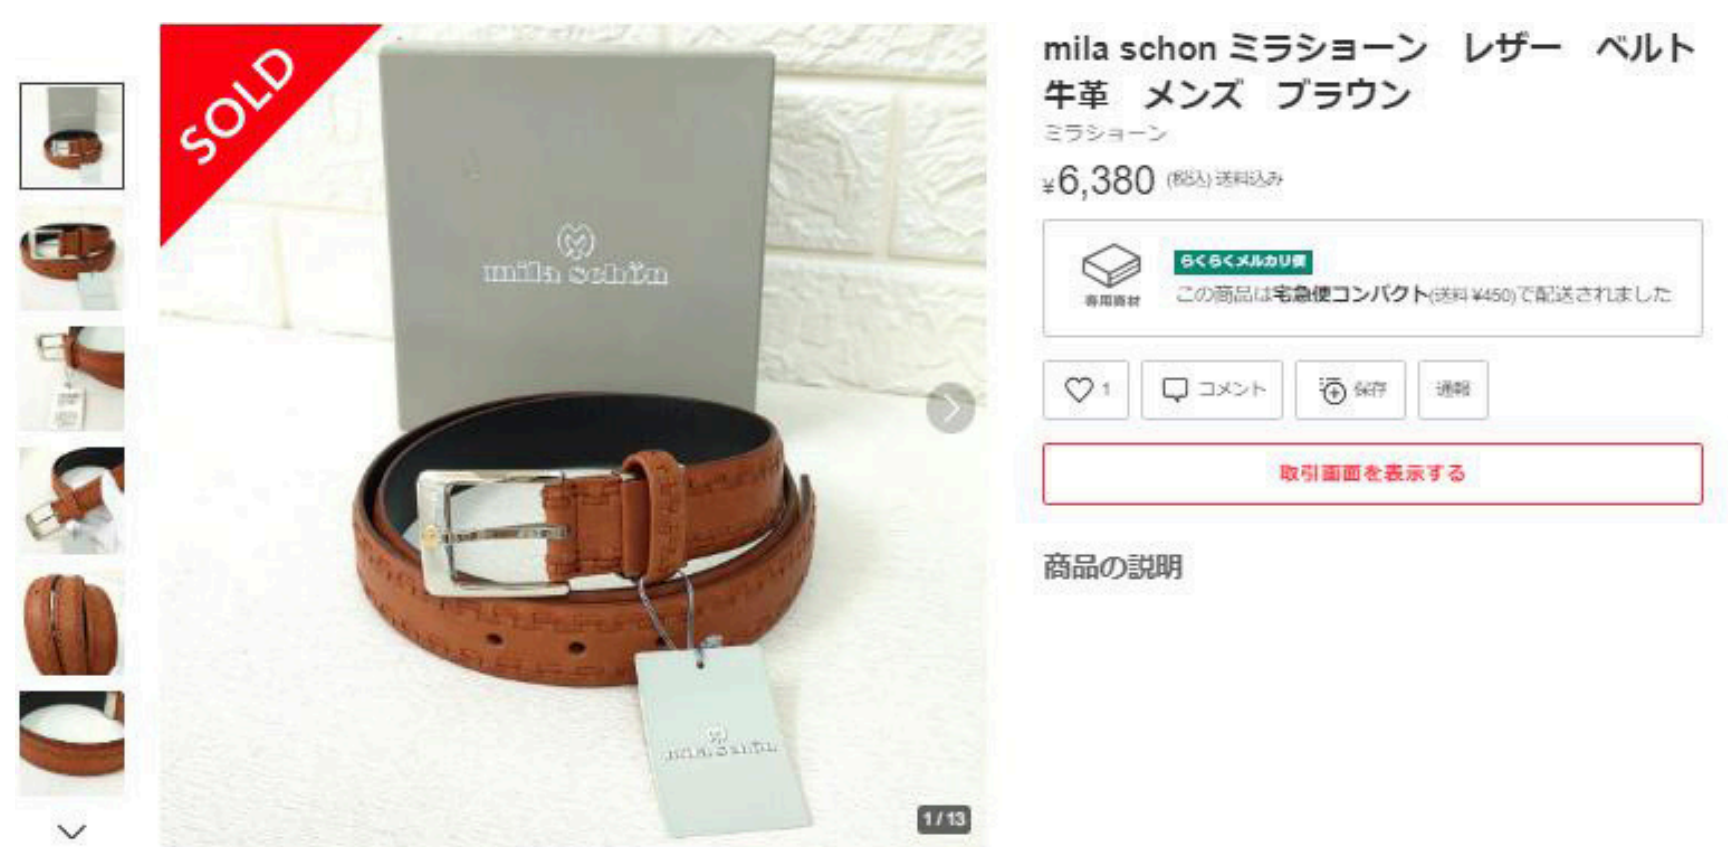 SOLD
mila schön
mila schön
1 / 13
mila schon ミラショーン　レザー　ベルト
牛革　メンズ　ブラウン
ミラショーン
¥6,380 (税込) 送料込み
専用資材
らくらくメルカリ便
この商品は宅急便コンパクト(送料 ¥450)で配送されました
1
コメント
保存
通報
取引画面を表示する
商品の説明